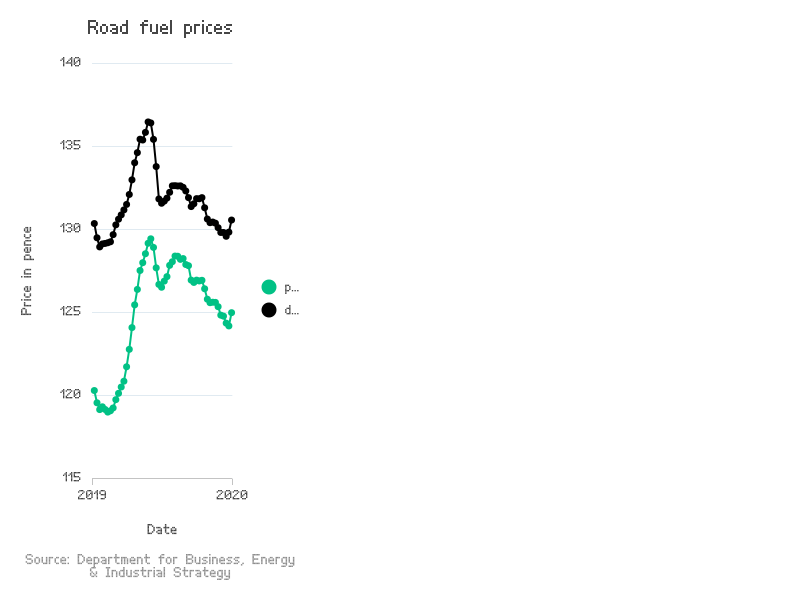 Road fuel prices
140
135
130
125
120
115
2019
2020
Price in pence
Date
p...
d...
Source: Department for Business, Energy
& Industrial Strategy